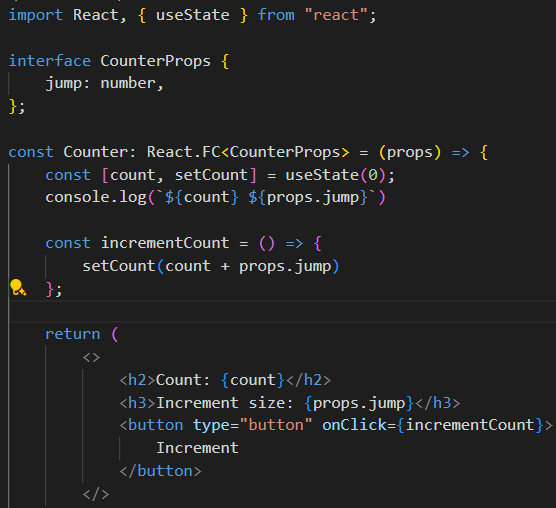 import React, { useState } from "react";
interface CounterProps {
jump: number,
};
const Counter: React.FC<CounterProps> = (props) => {
const [count, setCount] = useState(0);
console.log(`${count} ${props.jump}`)
const incrementCount = () => {
setCount(count + props.jump)
};
return (
<>
<h2>Count: {count}</h2>
<h3>Increment size: {props.jump}</h3>
<button type="button" onClick={incrementCount}>
Increment
</button>
</>